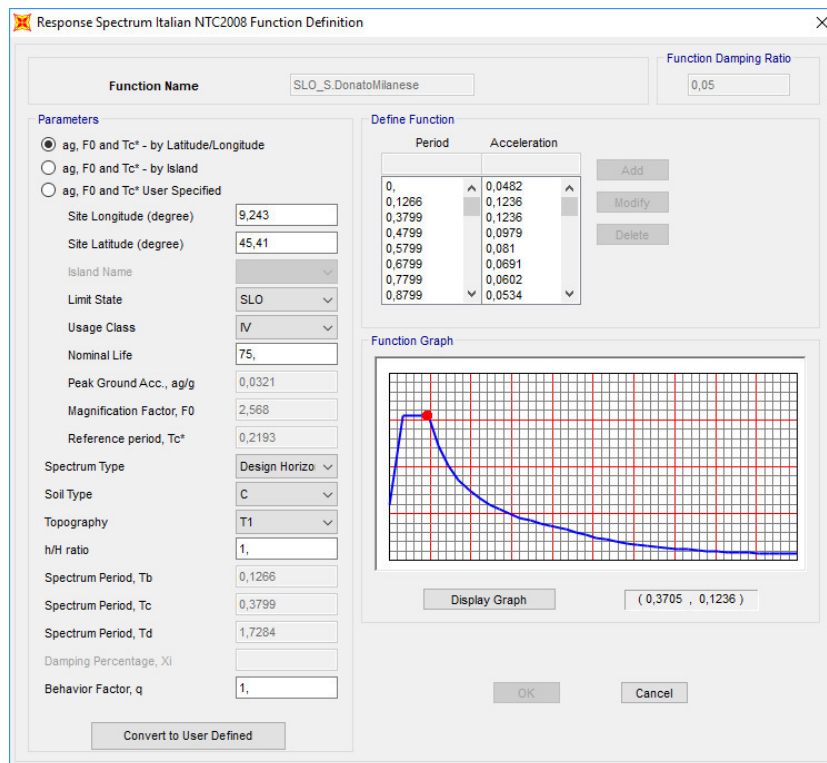 Response Spectrum Italian NTC2008 Function Definition
Function Damping Ratio
Function Name
SLO_S.DonatoMilanese
0,05
Parameters
ag, F0 and Tc* - by Latitude/Longitude
ag, F0 and Tc* - by Island
ag, F0 and Tc* User Specified
Site Longitude (degree) 9,243
Site Latitude (degree) 45,41
Island Name
Limit State SLO
Usage Class IV
Nominal Life 75,
Peak Ground Acc., ag/g 0,0321
Magnification Factor, F0 2,568
Reference period, Tc* 0,2193
Spectrum Type Design Horizo
Soil Type C
Topography T1
h/H ratio 1,
Spectrum Period, Tb 0,1266
Spectrum Period, Tc 0,3799
Spectrum Period, Td 1,7284
Damping Percentage, Xi
Behavior Factor, q 1,
Convert to User Defined
Define Function
Period Acceleration
0, 0,0482
0,1266 0,1236
0,3799 0,1236
0,4799 0,0979
0,5799 0,081
0,6799 0,0691
0,7799 0,0602
0,8799 0,0534
Add
Modify
Delete
Function Graph
Display Graph
( 0,3705 , 0,1236 )
OK
Cancel